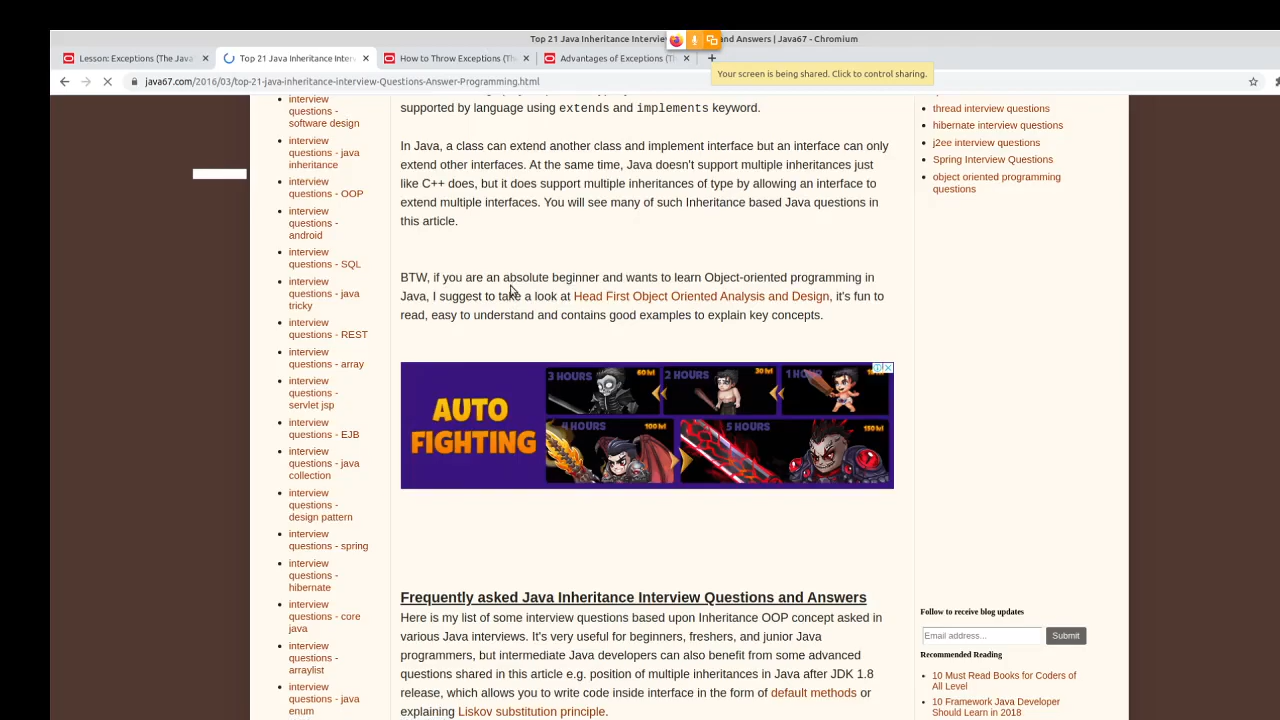 Top 21 Java Inheritance Interview and Answers | Java67 - Chromium
Lesson: Exceptions (The Java
Top 21 Java Inheritance Inter
How to Throw Exceptions (Th
Advantages of Exceptions (Th
Your screen is being shared. Click to control sharing.
java67.com/2016/03/top-21-java-inheritance-interview-Questions-Answer-Programming.html
interview
questions -
software design
interview
questions - java
inheritance
interview
questions - OOP
interview
questions -
android
interview
questions - SQL
interview
questions - java
tricky
interview
questions - REST
interview
questions - array
interview
questions -
servlet jsp
interview
questions - EJB
interview
questions - java
collection
interview
questions -
design pattern
interview
questions - spring
interview
questions -
hibernate
interview
questions - core
java
interview
questions -
arraylist
interview
questions - java
enum
supported by language using extends and implements keyword.
In Java, a class can extend another class and implement interface but an interface can only
extend other interfaces. At the same time, Java doesn't support multiple inheritances just
like C++ does, but it does support multiple inheritances of type by allowing an interface to
extend multiple interfaces. You will see many of such Inheritance based Java questions in
this article.
BTW, if you are an absolute beginner and wants to learn Object-oriented programming in
Java, I suggest to take a look at Head First Object Oriented Analysis and Design, it's fun to
read, easy to understand and contains good examples to explain key concepts.
AUTO
FIGHTING
3 HOURS 60 lvl
2 HOURS 30 lvl
1 HOUR
4 HOURS 100 lvl
5 HOURS 150 lvl
Frequently asked Java Inheritance Interview Questions and Answers
Here is my list of some interview questions based upon Inheritance OOP concept asked in
various Java interviews. It's very useful for beginners, freshers, and junior Java
programmers, but intermediate Java developers can also benefit from some advanced
questions shared in this article e.g. position of multiple inheritances in Java after JDK 1.8
release, which allows you to write code inside interface in the form of default methods or
explaining Liskov substitution principle.
thread interview questions
hibernate interview questions
j2ee interview questions
Spring Interview Questions
object oriented programming
questions
Follow to receive blog updates
Email address...
Submit
Recommended Reading
10 Must Read Books for Coders of
All Level
10 Framework Java Developer
Should Learn in 2018